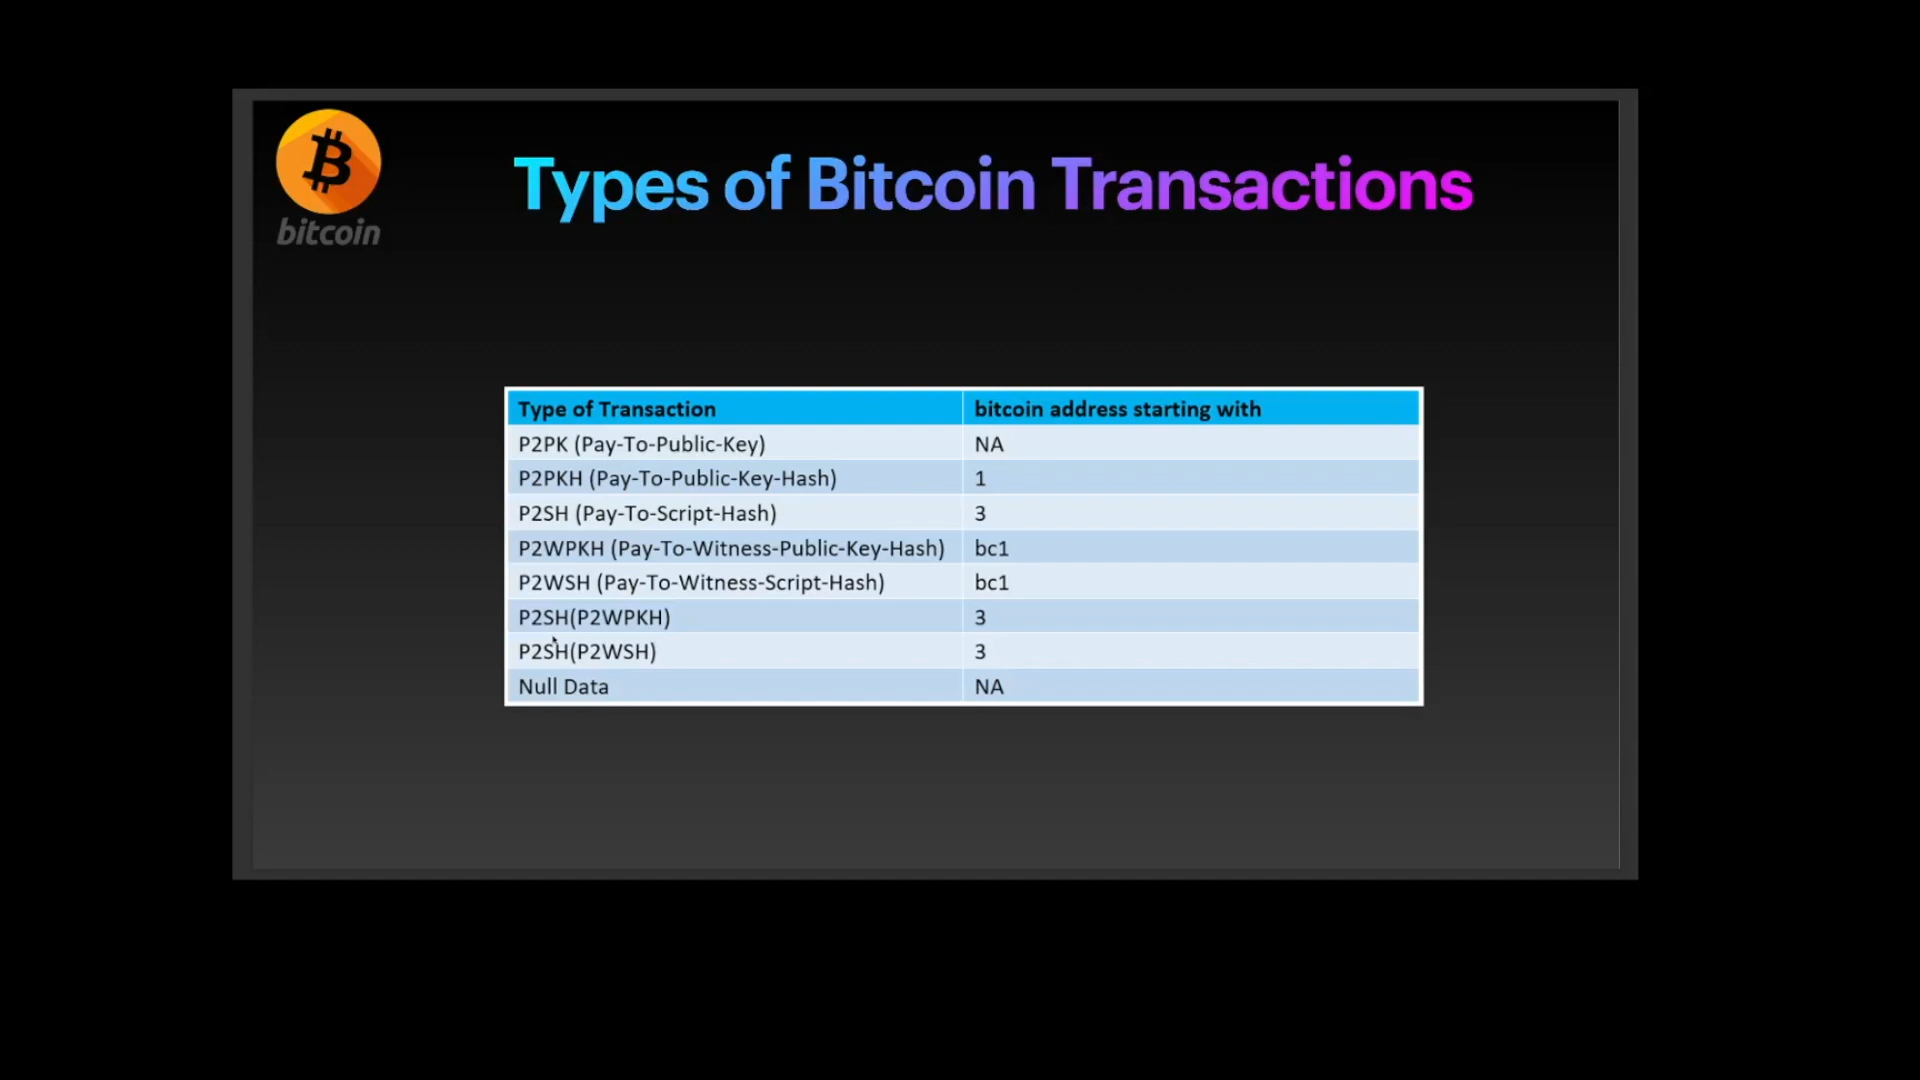 bitcoin
Types of Bitcoin Transactions
Type of Transaction bitcoin address starting with
P2PK (Pay-To-Public-Key) NA
P2PKH (Pay-To-Public-Key-Hash) 1
P2SH (Pay-To-Script-Hash) 3
P2WPKH (Pay-To-Witness-Public-Key-Hash) bc1
P2WSH (Pay-To-Witness-Script-Hash) bc1
P2SH(P2WPKH) 3
P2SH(P2WSH) 3
Null Data NA